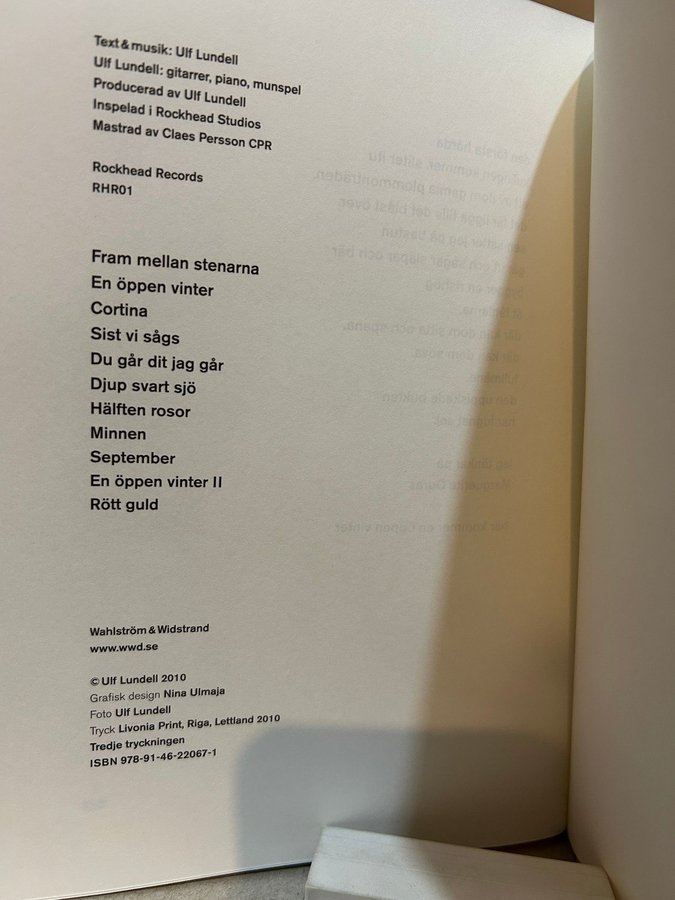 Text & musik: Ulf Lundell
Ulf Lundell: gitarrer, piano, munspel
Producerad av Ulf Lundell
Inspelad i Rockhead Studios
Mastrad av Claes Persson CPR
Rockhead Records
RHR01
Fram mellan stenarna
En öppen vinter
Cortina
Sist vi sågs
Du går dit jag går
Djup svart sjö
Hälften rosor
Minnen
September
En öppen vinter II
Rött guld
Wahlström & Widstrand
www.wwd.se
© Ulf Lundell 2010
Grafisk design Nina Ulmaja
Foto Ulf Lundell
Tryck Livonia Print, Riga, Lettland 2010
Tredje tryckningen
ISBN 978-91-46-22067-1